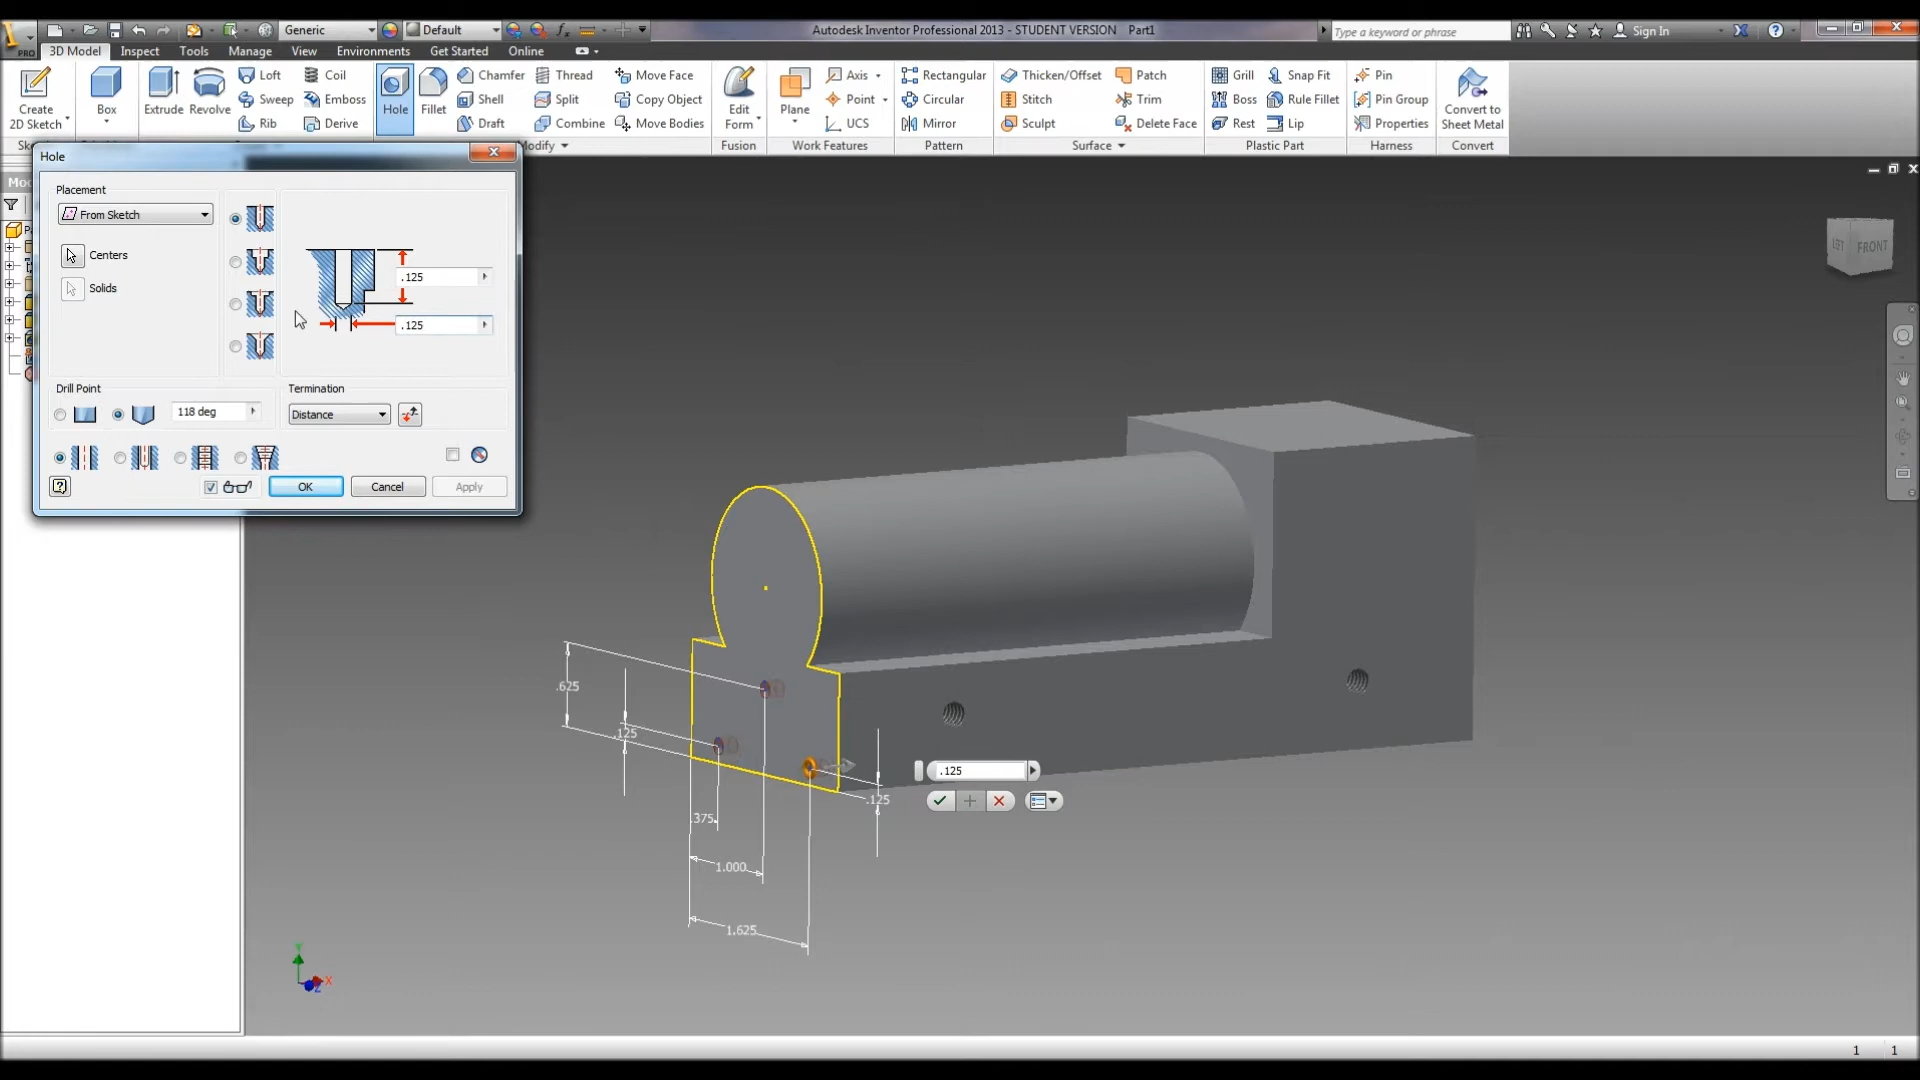 Generic
Default
Autodesk Inventor Professional 2013 - STUDENT VERSION Part1
Type a keyword or phrase
Sign In
PRO
3D Model Inspect Tools Manage View Environments Get Started Online
Create
2D Sketch
Box
Extrude
Revolve
Loft
Sweep
Rib
Coil
Emboss
Derive
Hole
Fillet
Chamfer
Shell
Draft
Thread
Split
Combine
Move Face
Copy Object
Move Bodies
Edit
Form
Plane
Axis
Point
UCS
Rectangular
Circular
Mirror
Thicken/Offset
Stitch
Sculpt
Patch
Trim
Delete Face
Grill
Boss
Rest
Snap Fit
Rule Fillet
Lip
Pin
Pin Group
Properties
Convert to
Sheet Metal
Fusion
Work Features
Pattern
Surface
Plastic Part
Harness
Convert
Hole
Placement
From Sketch
Centers
Solids
.125
.125
Drill Point
118 deg
Termination
Distance
OK
Cancel
Apply
LEFT
FRONT
.625
.125
.375
1.000
1.625
.125
.125
Y
X
Z
1 1